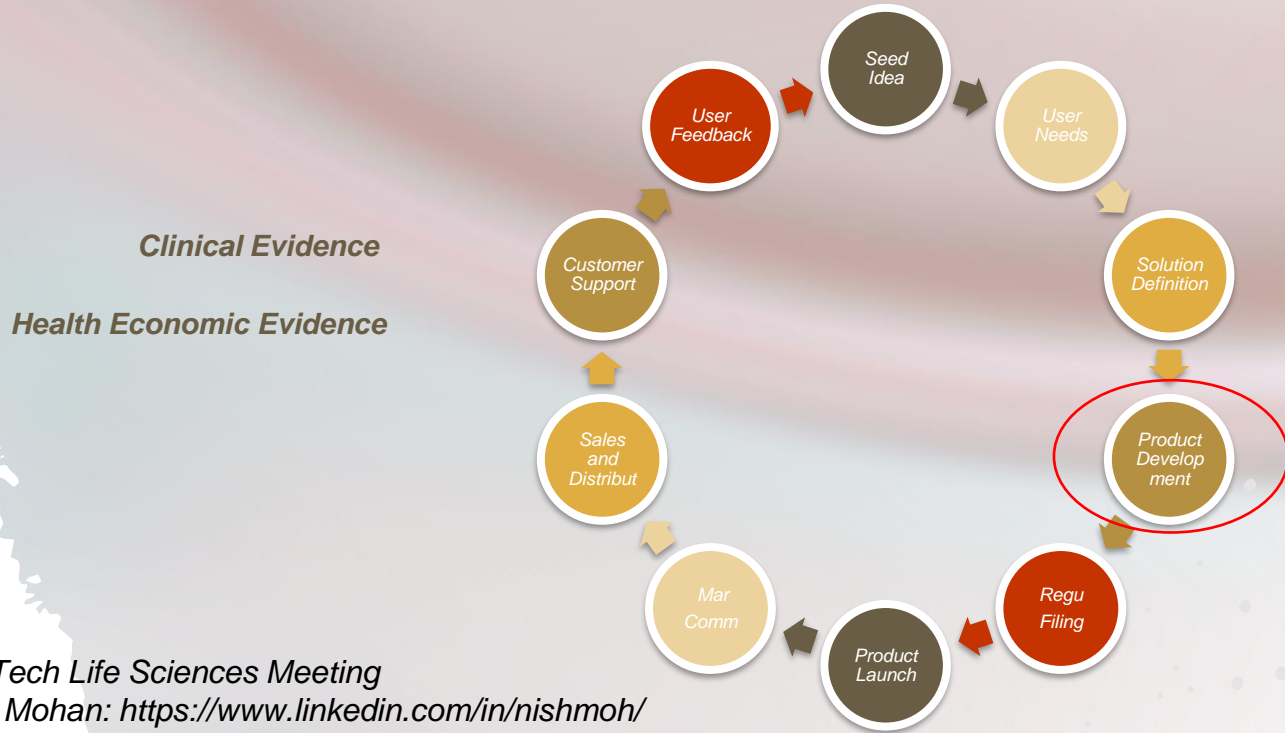 Seed
Idea
User
Needs
Solution
Definition
Product
Develop
ment
Regu
Filing
Product
Launch
Mar
Comm
Sales
and
Distribut
Customer
Support
User
Feedback
Clinical Evidence
Health Economic Evidence
Tech Life Sciences Meeting
Mohan: https://www.linkedin.com/in/nishmoh/